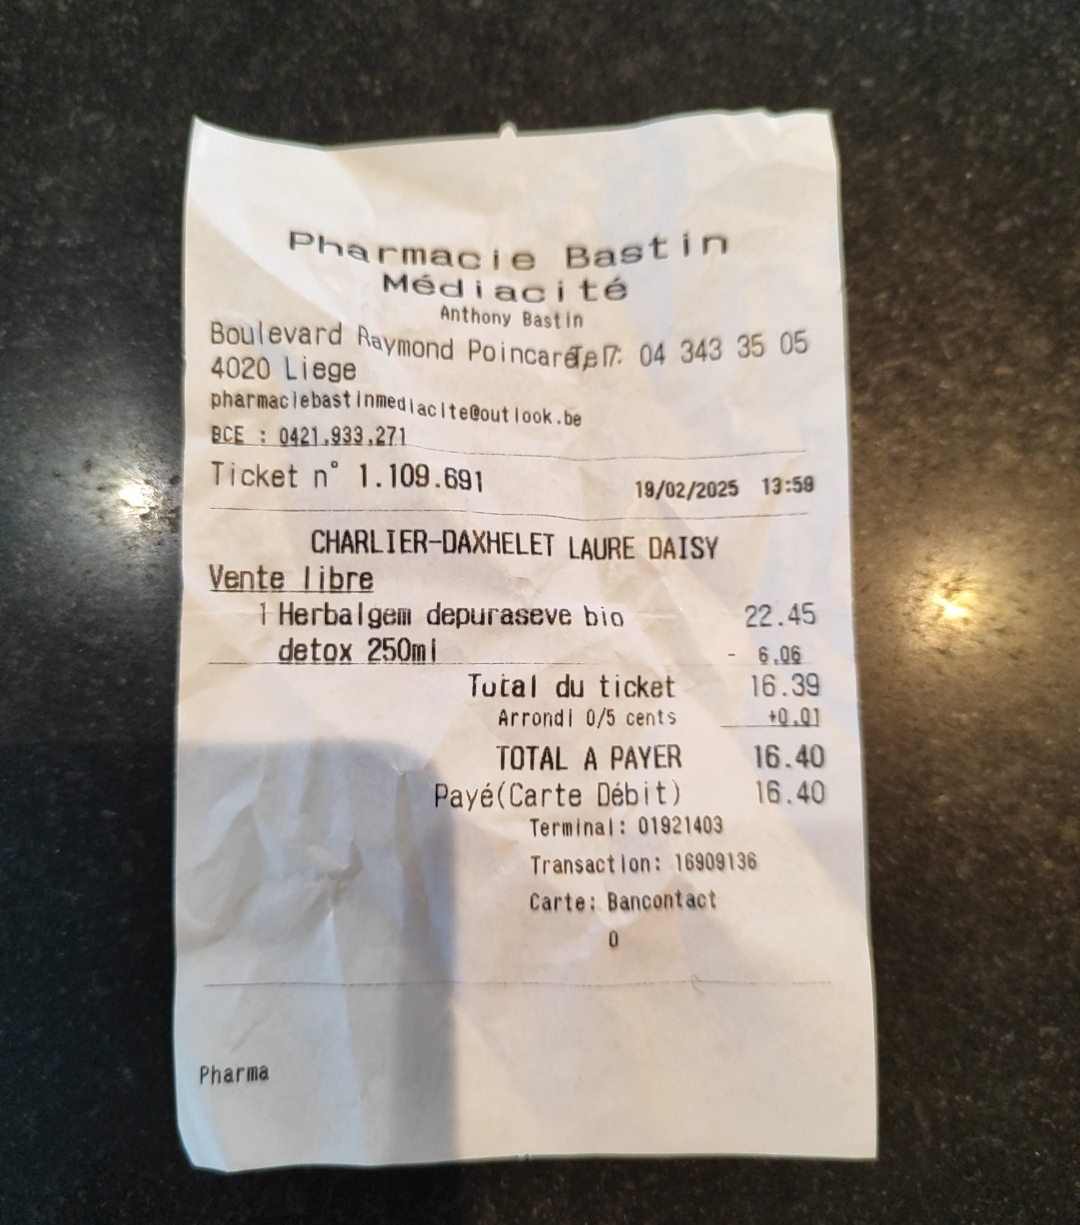 Pharmacie Bastin
Médiacité
Anthony Bastin
Boulevard Raymond Poincaré 7 Tel : 04 343 35 05
4020 Liege
pharmaciebastinmediacite@outlook.be
BCE : 0421.933.271
Ticket n° 1.109.691 19/02/2025 13:59
CHARLIER-DAXHELET LAURE DAISY
Vente libre
1 Herbalgem depuraseve bio 22.45
detox 250ml - 6.06
Total du ticket 16.39
Arrondi 0/5 cents +0.01
TOTAL A PAYER 16.40
Payé(Carte Débit) 16.40
Terminal: 01921403
Transaction: 16909136
Carte: Bancontact
0
Pharma